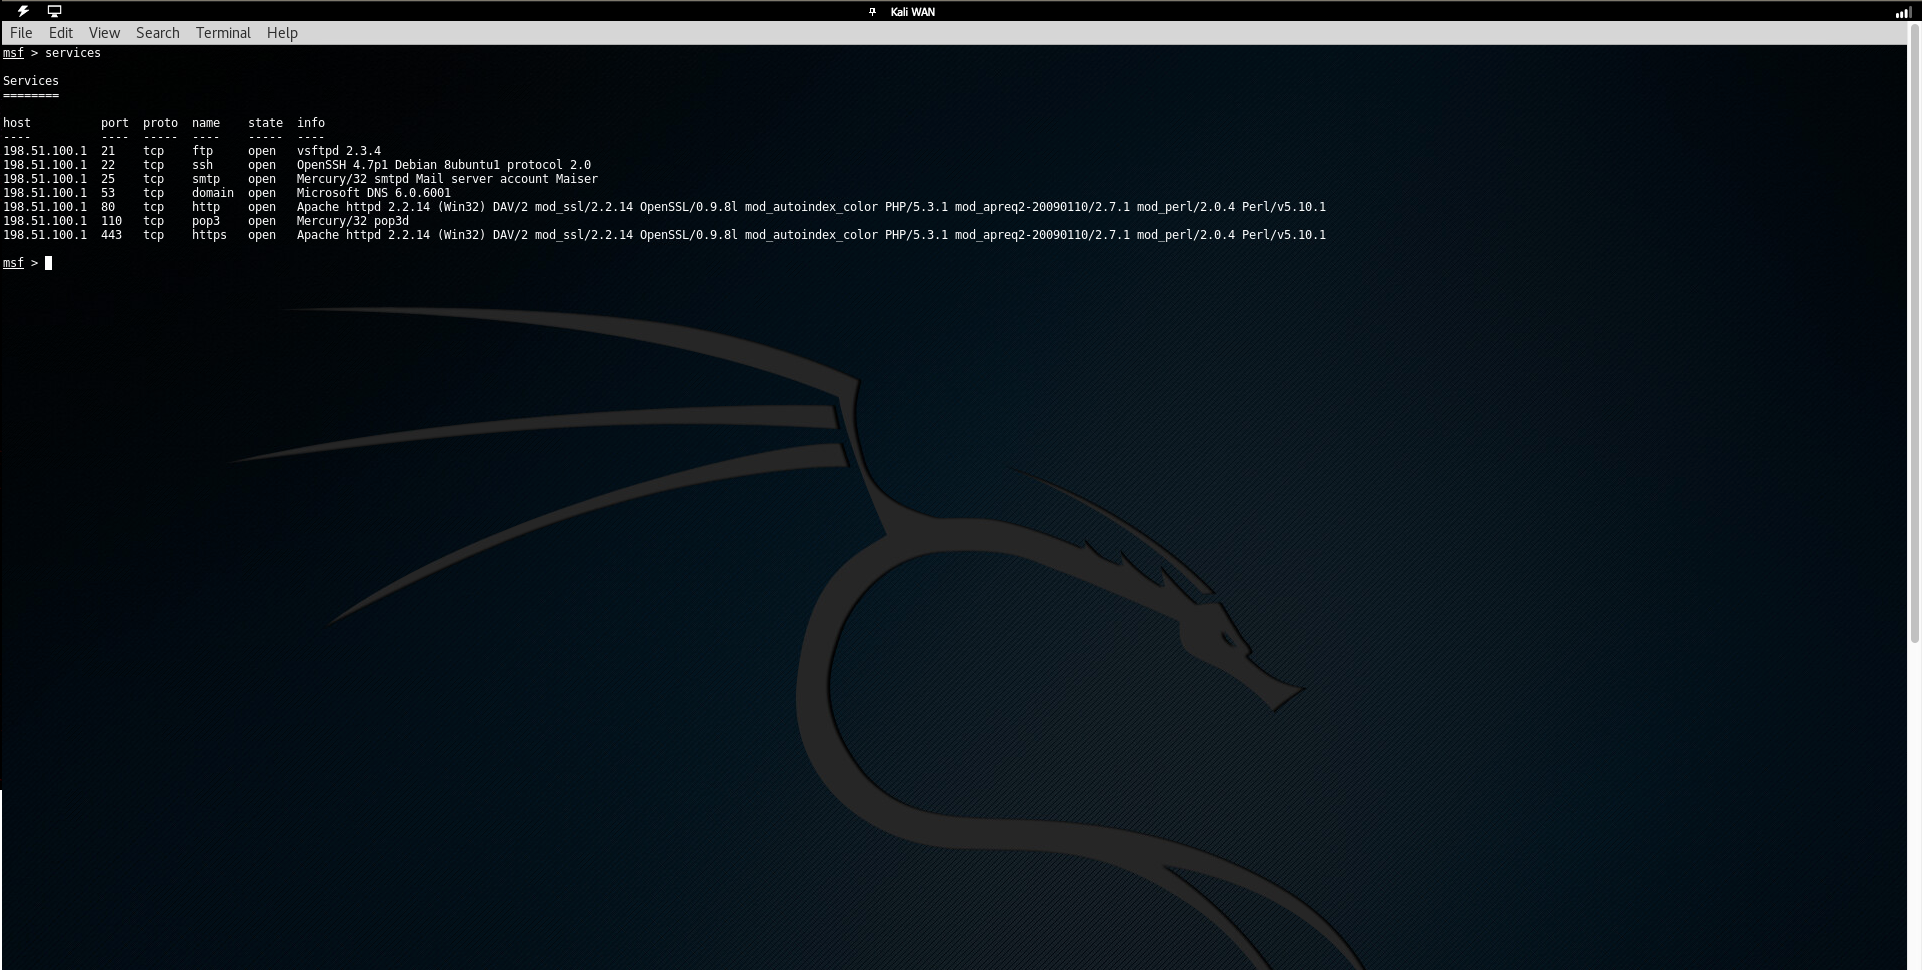 Kali WAN
File Edit View Search Terminal Help
msf > services
Services
========
host          port  proto  name    state  info
----          ----  -----  ----    -----  ----
198.51.100.1  21    tcp    ftp     open   vsftpd 2.3.4
198.51.100.1  22    tcp    ssh     open   OpenSSH 4.7p1 Debian 8ubuntu1 protocol 2.0
198.51.100.1  25    tcp    smtp    open   Mercury/32 smtpd Mail server account Maiser
198.51.100.1  53    tcp    domain  open   Microsoft DNS 6.0.6001
198.51.100.1  80    tcp    http    open   Apache httpd 2.2.14 (Win32) DAV/2 mod_ssl/2.2.14 OpenSSL/0.9.8l mod_autoindex_color PHP/5.3.1 mod_apreq2-20090110/2.7.1 mod_perl/2.0.4 Perl/v5.10.1
198.51.100.1  110   tcp    pop3    open   Mercury/32 pop3d
198.51.100.1  443   tcp    https   open   Apache httpd 2.2.14 (Win32) DAV/2 mod_ssl/2.2.14 OpenSSL/0.9.8l mod_autoindex_color PHP/5.3.1 mod_apreq2-20090110/2.7.1 mod_perl/2.0.4 Perl/v5.10.1
msf >